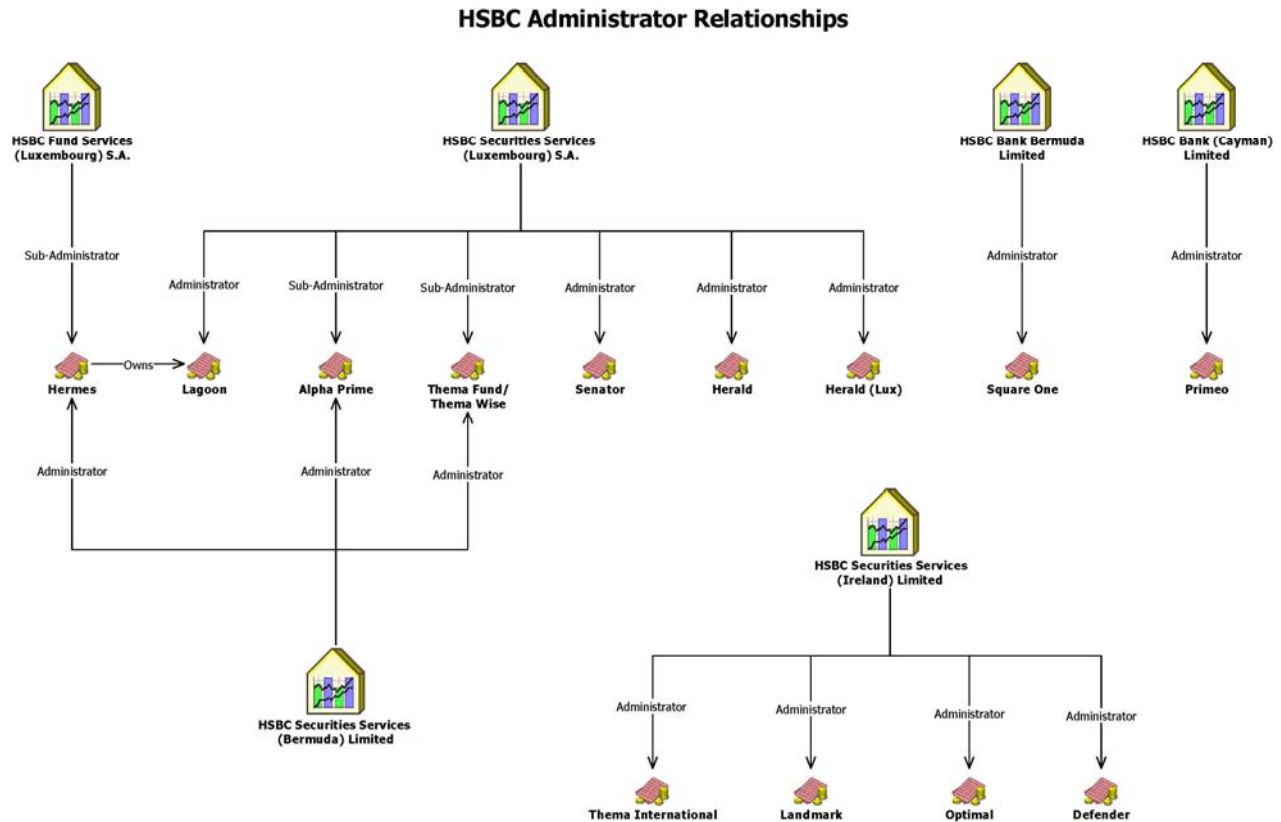 HSBC Administrator Relationships
HSBC Fund Services
(Luxembourg) S.A.
HSBC Securities Services
(Luxembourg) S.A.
HSBC Bank Bermuda
Limited
HSBC Bank (Cayman)
Limited
Sub-Administrator
Administrator
Sub-Administrator
Sub-Administrator
Administrator
Administrator
Administrator
Administrator
Administrator
Owns
Hermes
Lagoon
Alpha Prime
Thema Fund/
Thema Wise
Senator
Herald
Herald (Lux)
Square One
Primeo
Administrator
Administrator
Administrator
HSBC Securities Services
(Ireland) Limited
HSBC Securities Services
(Bermuda) Limited
Administrator
Administrator
Administrator
Administrator
Thema International
Landmark
Optimal
Defender